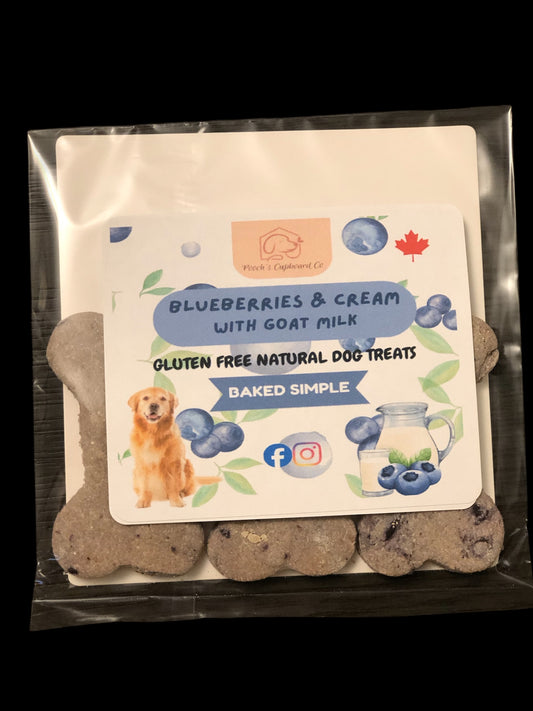 Pooch's Cupboard Co
BLUEBERRIES & CREAM
WITH GOAT MILK
GLUTEN FREE NATURAL DOG TREATS
BAKED SIMPLE